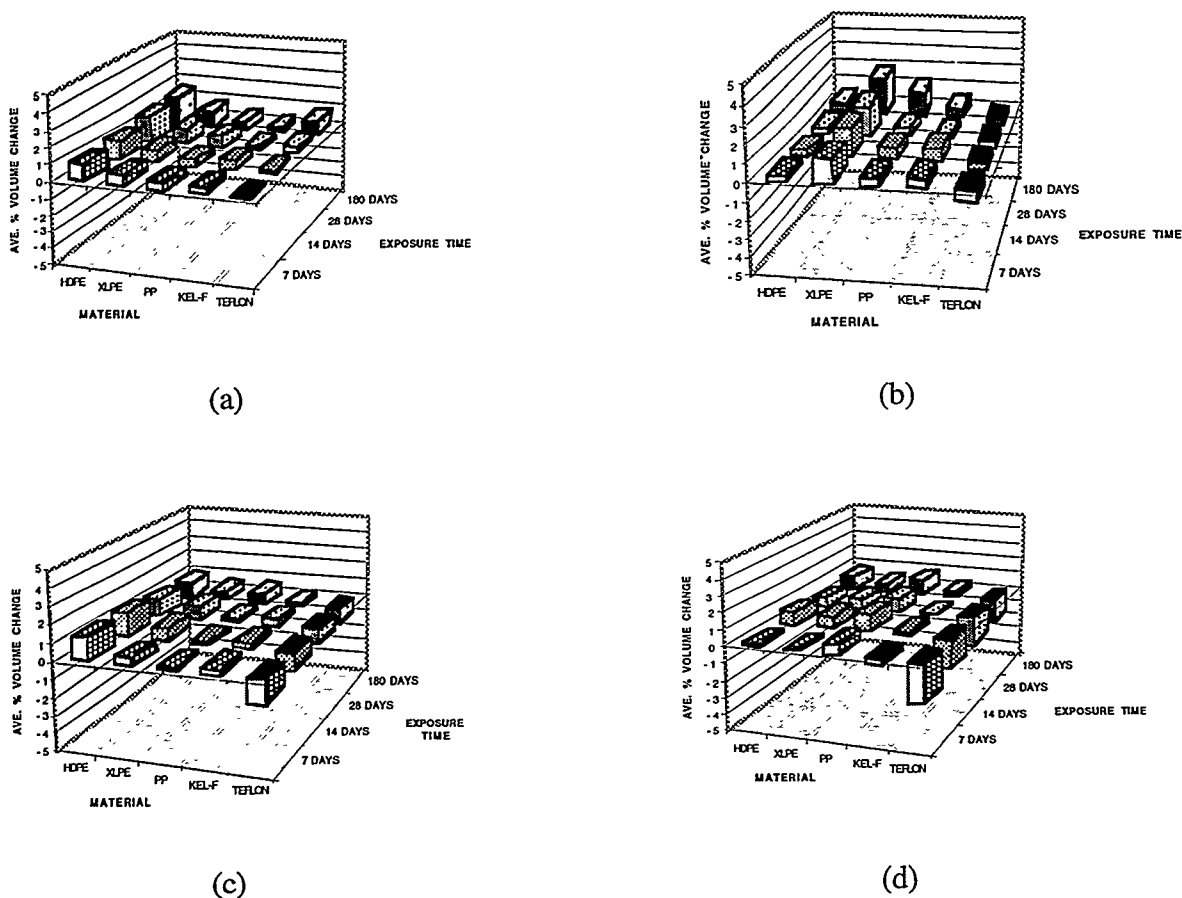 5
4
3
2
1
0
-1
-2
-3
-4
-5
AVE. % VOLUME CHANGE
HDPE
XLPE
PP
KEL-F
TEFLON
MATERIAL
7 DAYS
14 DAYS
28 DAYS
180 DAYS
EXPOSURE TIME
(a)
5
4
3
2
1
0
-1
-2
-3
-4
-5
AVE. % VOLUME CHANGE
HDPE
XLPE
PP
KEL-F
TEFLON
MATERIAL
7 DAYS
14 DAYS
28 DAYS
180 DAYS
EXPOSURE TIME
(b)
5
4
3
2
1
0
-1
-2
-3
-4
-5
AVE. % VOLUME CHANGE
HDPE
XLPE
PP
KEL-F
TEFLON
MATERIAL
7 DAYS
14 DAYS
28 DAYS
180 DAYS
EXPOSURE
TIME
(c)
5
4
3
2
1
0
-1
-2
-3
-4
-5
AVE. % VOLUME CHANGE
HDPE
XLPE
PP
KEL-F
TEFLON
MATERIAL
7 DAYS
14 DAYS
28 DAYS
180 DAYS
EXPOSURE TIME
(d)